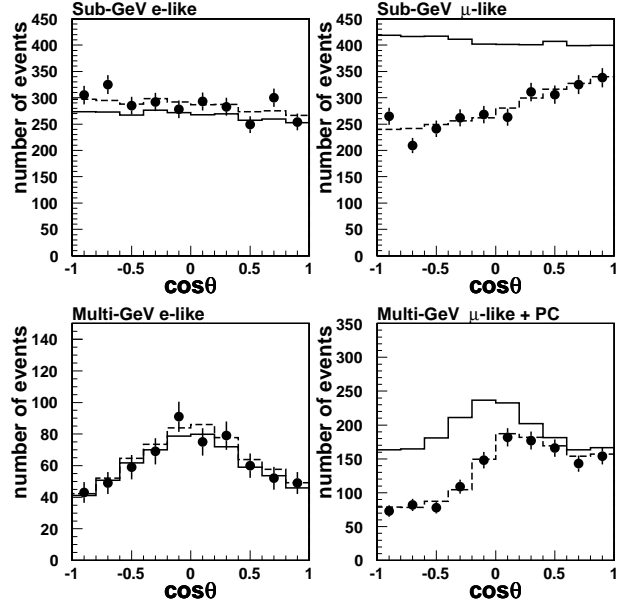 Sub-GeV e-like
number of events
450
400
350
300
250
200
150
100
50
0
-1 -0.5 0 0.5 1
cosθ
Sub-GeV μ-like
number of events
450
400
350
300
250
200
150
100
50
0
-1 -0.5 0 0.5 1
cosθ
Multi-GeV e-like
number of events
140
120
100
80
60
40
20
0
-1 -0.5 0 0.5 1
cosθ
Multi-GeV μ-like + PC
number of events
350
300
250
200
150
100
50
0
-1 -0.5 0 0.5 1
cosθ